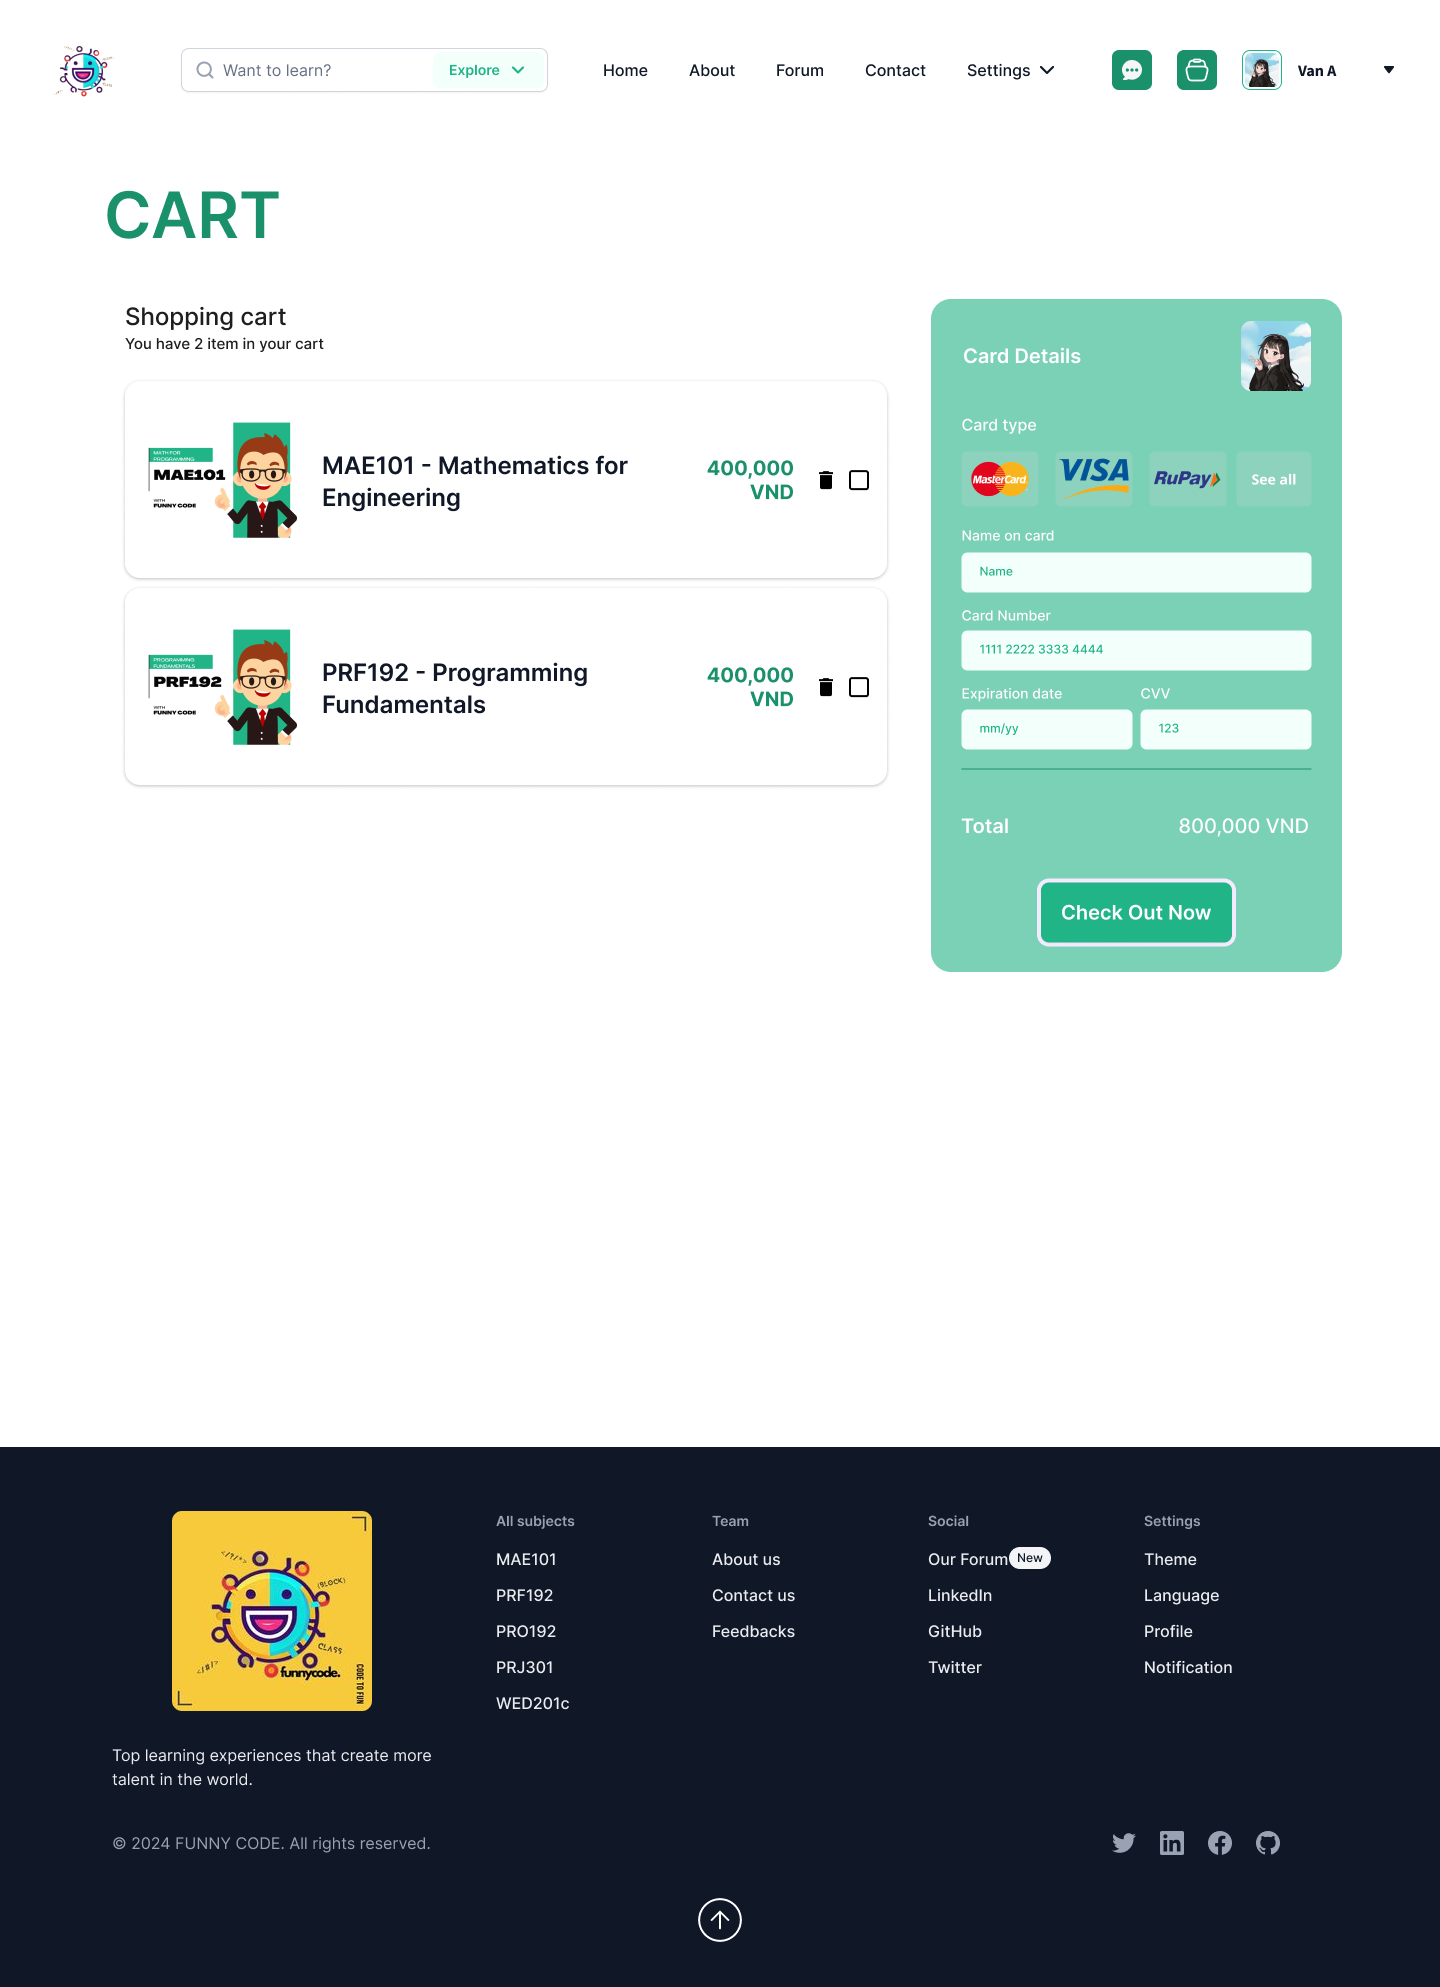 Want to learn?
Explore
Home
About
Forum
Contact
Settings
Van A
CART
Shopping cart
You have 2 item in your cart
MATH FOR
PROGRAMMING
MAE101
WITH
FUNNY CODE
MAE101 - Mathematics for
Engineering
400,000
VND
PROGRAMMING
FUNDAMENTALS
PRF192
WITH
FUNNY CODE
PRF192 - Programming
Fundamentals
400,000
VND
Card Details
Card type
MasterCard
VISA
RuPay
See all
Name on card
Name
Card Number
1111 2222 3333 4444
Expiration date
CVV
mm/yy
123
Total
800,000 VND
Check Out Now
</*/*>
(BLOCK)
CLASS
</#/>
funnycode.
CODE TO FUN
Top learning experiences that create more
talent in the world.
All subjects
MAE101
PRF192
PRO192
PRJ301
WED201c
Team
About us
Contact us
Feedbacks
Social
Our Forum
New
LinkedIn
GitHub
Twitter
Settings
Theme
Language
Profile
Notification
© 2024 FUNNY CODE. All rights reserved.